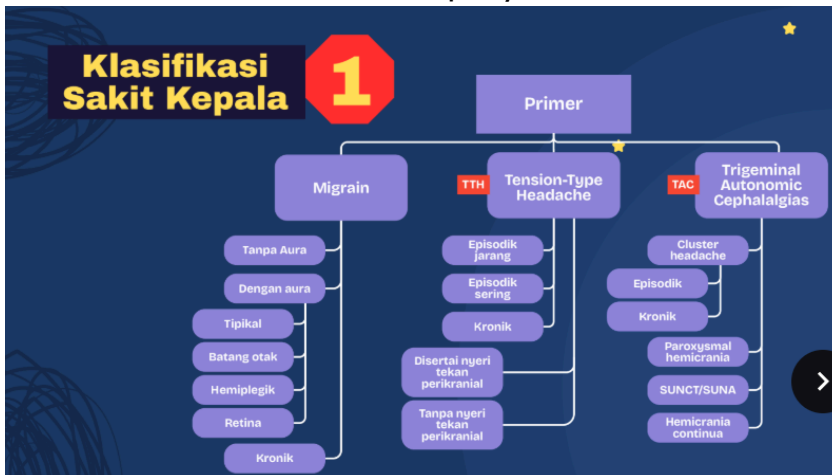 Klasifikasi
Sakit Kepala
1
Primer
Migrain
TTH
Tension-Type
Headache
TAC
Trigeminal
Autonomic
Cephalalgias
Tanpa Aura
Dengan aura
Tipikal
Batang otak
Hemiplegik
Retina
Kronik
Episodik
jarang
Episodik
sering
Kronik
Disertai nyeri
tekan
perikranial
Tanpa nyeri
tekan
perikranial
Cluster
headache
Episodik
Kronik
Paroxysmal
hemicrania
SUNCT/SUNA
Hemicrania
continua